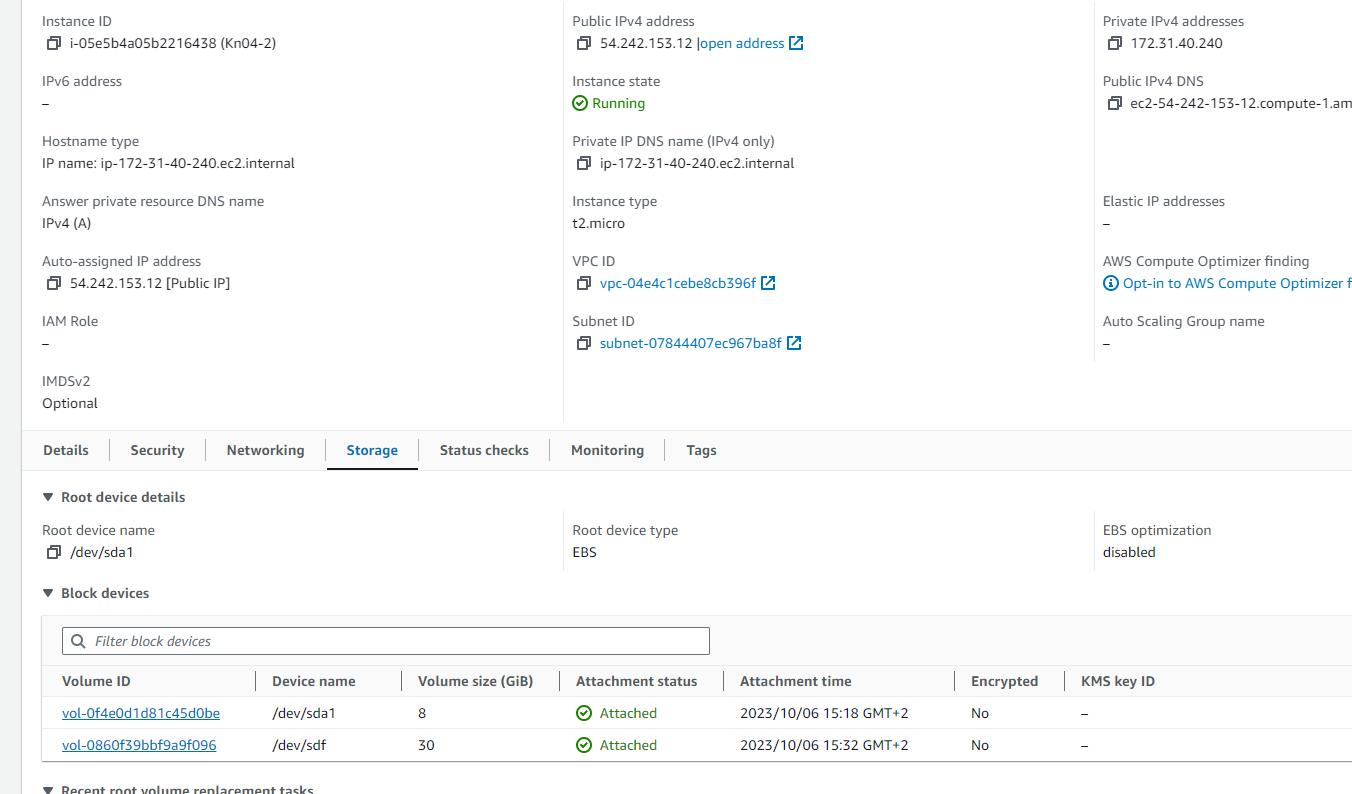 Instance ID
i-05e5b4a05b2216438 (Kn04-2)
Public IPv4 address
54.242.153.12 |open address
Private IPv4 addresses
172.31.40.240
IPv6 address
–
Instance state
Running
Public IPv4 DNS
ec2-54-242-153-12.compute-1.am
Hostname type
IP name: ip-172-31-40-240.ec2.internal
Private IP DNS name (IPv4 only)
ip-172-31-40-240.ec2.internal
Answer private resource DNS name
IPv4 (A)
Instance type
t2.micro
Elastic IP addresses
–
Auto-assigned IP address
54.242.153.12 [Public IP]
VPC ID
vpc-04e4c1cebe8cb396f
AWS Compute Optimizer finding
Opt-in to AWS Compute Optimizer f
IAM Role
–
Subnet ID
subnet-07844407ec967ba8f
Auto Scaling Group name
–
IMDSv2
Optional
Details Security Networking Storage Status checks Monitoring Tags
Root device details
Root device name
/dev/sda1
Root device type
EBS
EBS optimization
disabled
Block devices
Filter block devices
Volume ID Device name Volume size (GiB) Attachment status Attachment time Encrypted KMS key ID
vol-0f4e0d1d81c45d0be /dev/sda1 8 Attached 2023/10/06 15:18 GMT+2 No –
vol-0860f39bbf9a9f096 /dev/sdf 30 Attached 2023/10/06 15:32 GMT+2 No –
Recent root volume replacement tasks